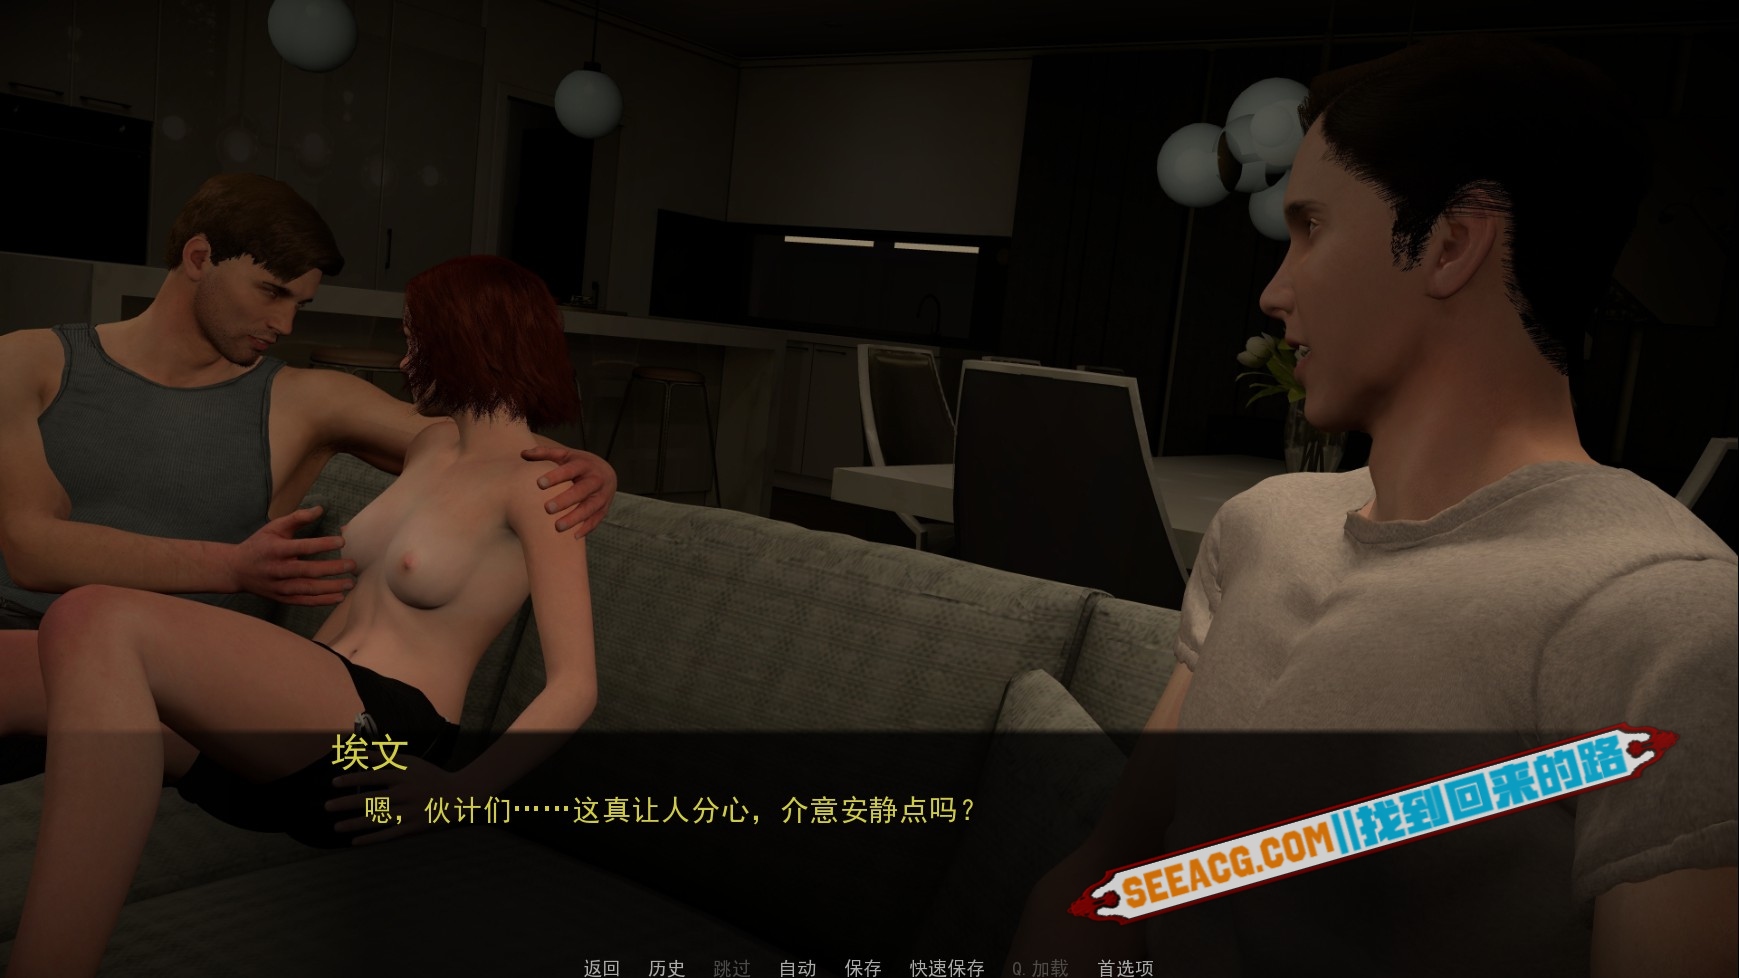 埃文
嗯，伙计们……这真让人分心，介意安静点吗？
SEEACG.COM||找到回来的路
返回 历史 跳过 自动 保存 快速保存 Q.加载 首选项